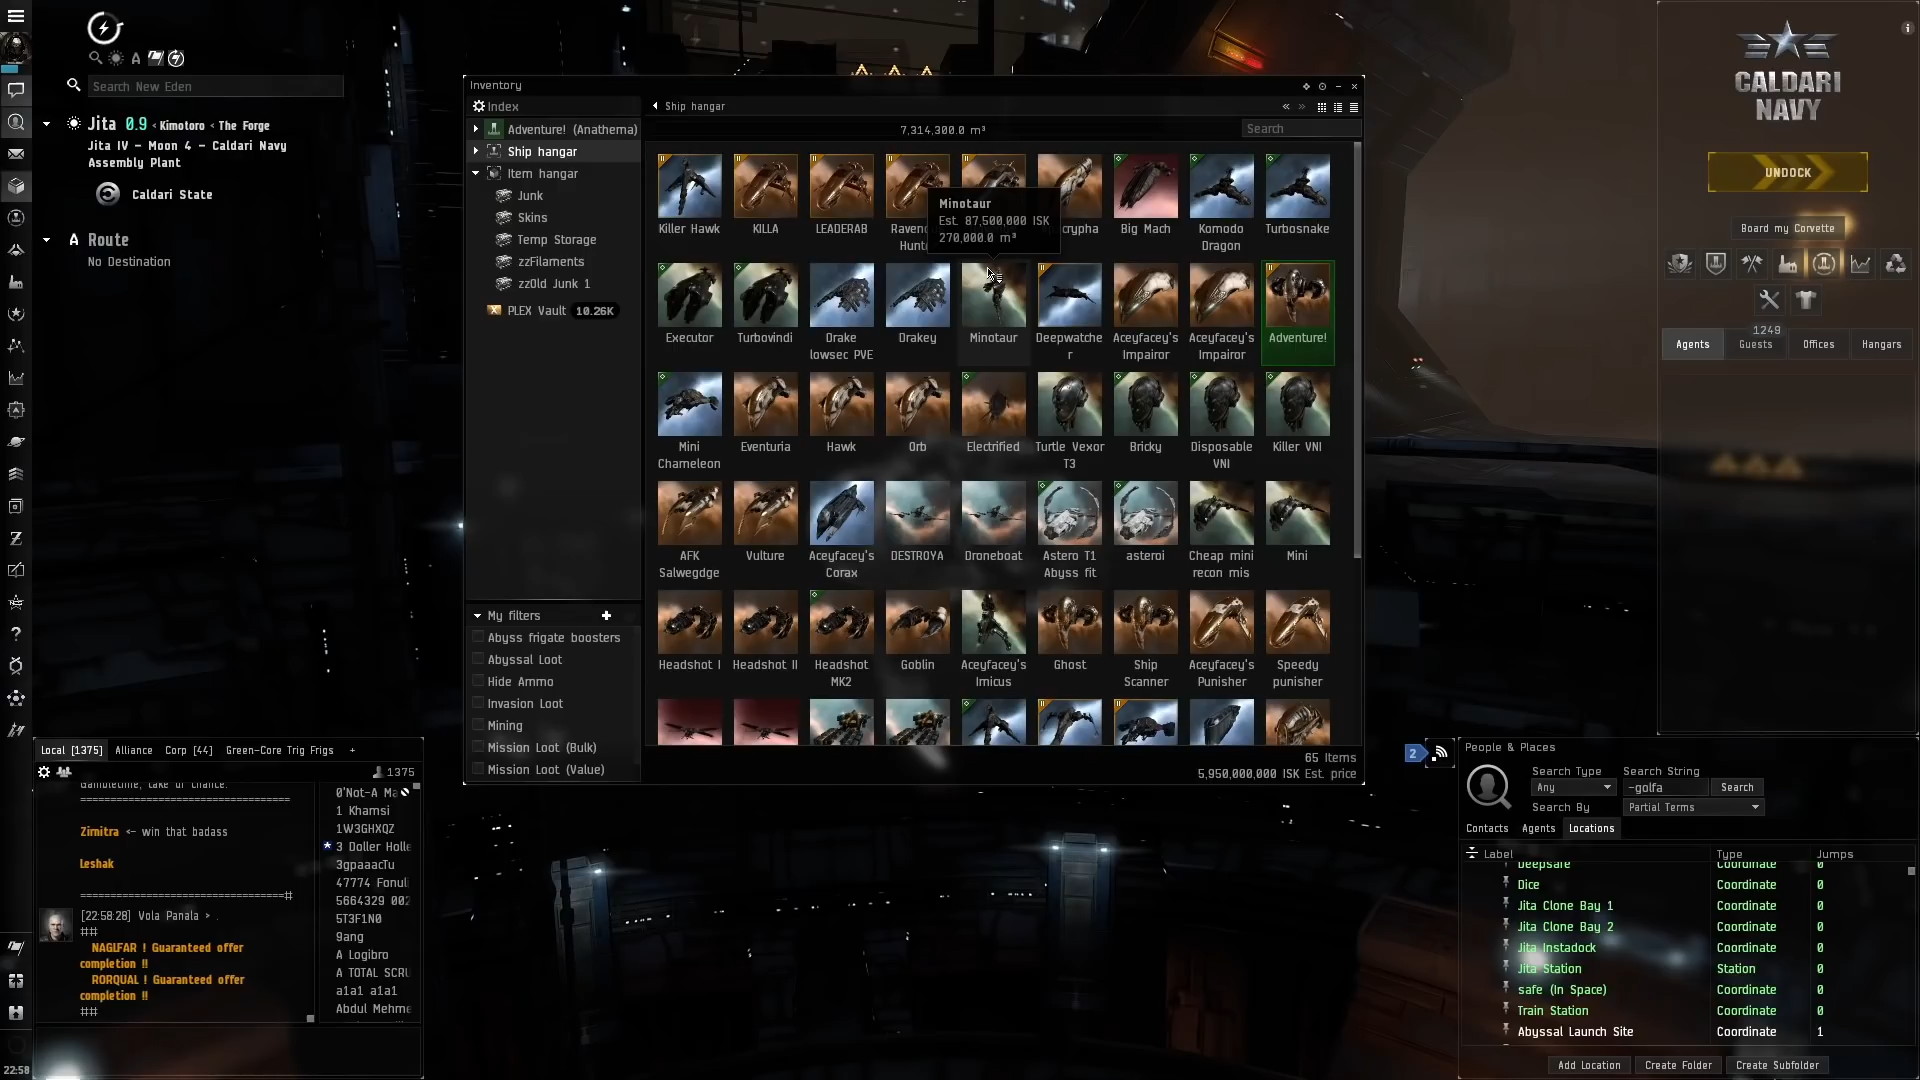 Search New Eden
Jita 0.9 < Kimotoro < The Forge
Jita IV - Moon 4 - Caldari Navy
Assembly Plant
Caldari State
Route
No Destination
Inventory
Index
Adventure! (Anathema)
Ship hangar
Item hangar
Junk
Skins
Temp Storage
zzFilaments
zzOld Junk 1
PLEX Vault 10.26K
My filters +
Abyss frigate boosters
Abyssal Loot
Hide Ammo
Invasion Loot
Mining
Mission Loot (Bulk)
Mission Loot (Value)
Ship hangar
7,314,300.0 m³
Search
Minotaur
Est. 87,500,000 ISK
270,000.0 m³
Killer Hawk
KILLA
LEADERAB
Big Mach
Komodo
Dragon
Turbosnake
Executor
Turbovindi
Drake
lowsec PVE
Drakey
Minotaur
Deepwatche
r
Aceyfacey's
Impairor
Aceyfacey's
Impairor
Adventure!
Mini
Chameleon
Eventuria
Hawk
Orb
Electrified
Turtle Vexor
T3
Bricky
Disposable
VNI
Killer VNI
AFK
Salwegdge
Vulture
Aceyfacey's
Corax
DESTROYA
Droneboat
Astero T1
Abyss fit
asteroi
Cheap mini
recon mis
Mini
Headshot I
Headshot II
Headshot
MK2
Goblin
Aceyfacey's
Imicus
Ghost
Ship
Scanner
Aceyfacey's
Punisher
Speedy
punisher
65 Items
5,950,000,000 ISK Est. price
CALDARI
NAVY
UNDOCK
Board my Corvette
1249
Agents
Guests
Offices
Hangars
Local [1375]
Alliance
Corp [44]
Green-Core Trig Frigs
+
1375
=================================
Zirnitra <- win that badass
Leshak
================================#
[22:58:28] Vola Panala > .
##
NAGLFAR ! Guaranteed offer
completion !!
RORQUAL ! Guaranteed offer
completion !!
##
0'Not-A Ma
1 Khamsi
1W3GHXQZ
3 Doller Holle
3gpaaacTu
47774 Fonuli
5664329 002
5T3F1N0
9ang
A Logibro
A TOTAL SCRU
a1a1 a1a1
Abdul Mehme
22:58
2
People & Places
Search Type
Search String
Any
-golfa
Search
Search By
Partial Terms
Contacts
Agents
Locations
Label
Type
Jumps
Deepsafe Coordinate 0
Dice Coordinate 0
Jita Clone Bay 1 Coordinate 0
Jita Clone Bay 2 Coordinate 0
Jita Instadock Coordinate 0
Jita Station Station 0
safe (In Space) Coordinate 0
Train Station Coordinate 0
Abyssal Launch Site Coordinate 1
Add Location
Create Folder
Create Subfolder